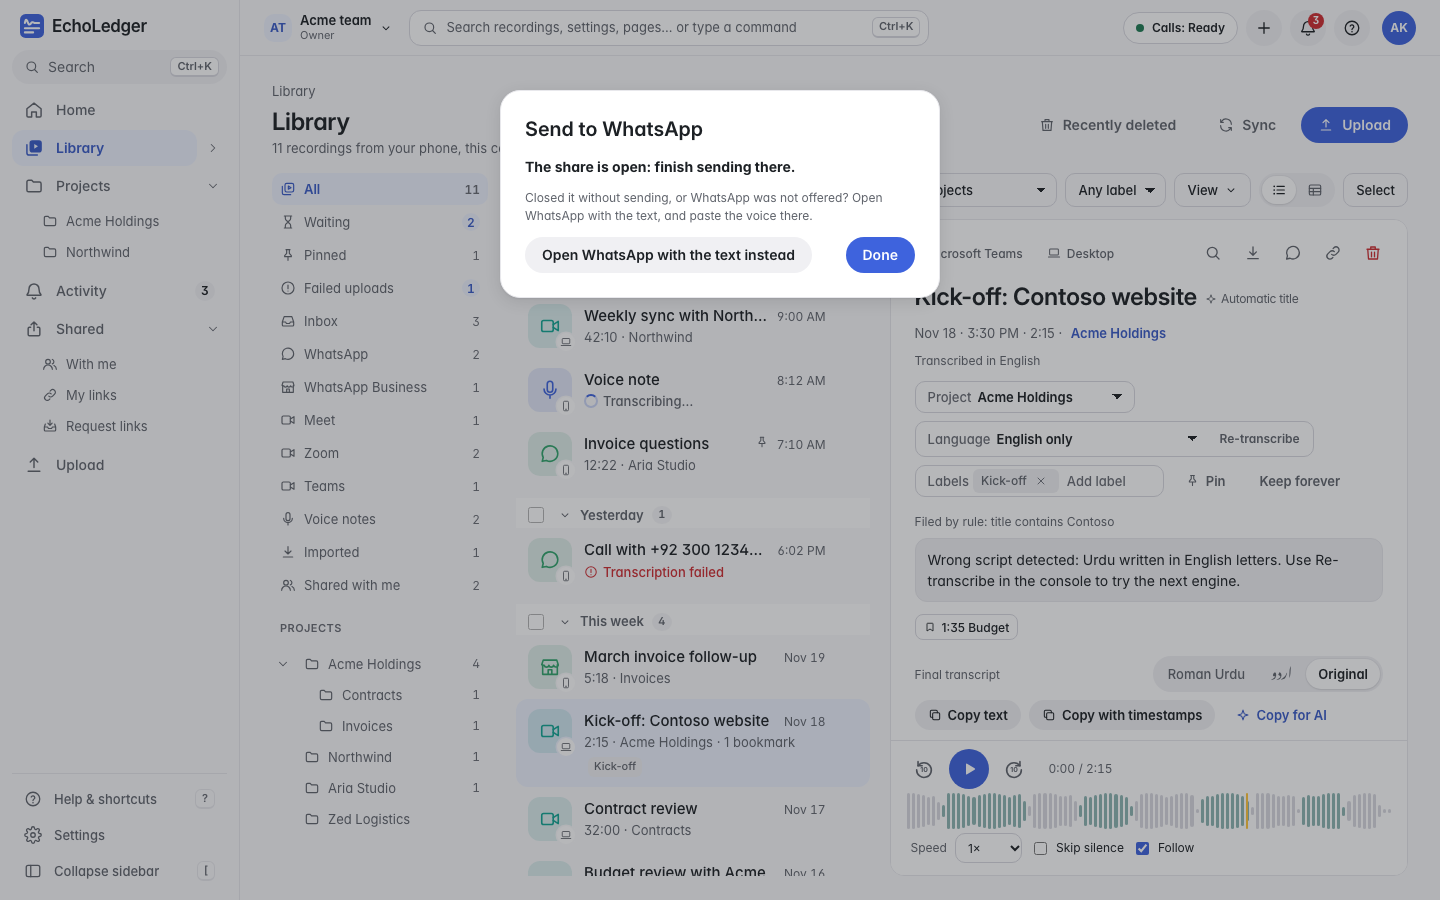 EchoLedger
Search
Ctrl+K
Home
Library
Projects
Acme Holdings
Northwind
Activity
3
Shared
With me
My links
Request links
Upload
Help & shortcuts
?
Settings
Collapse sidebar
[
AT
Acme team
Owner
Search recordings, settings, pages... or type a command
Ctrl+K
Calls: Ready
3
AK
Library
Library
11 recordings from your phone, this co
Recently deleted
Sync
Upload
All 11
Waiting 2
Pinned 1
Failed uploads 1
Inbox 3
WhatsApp 2
WhatsApp Business 1
Meet 1
Zoom 2
Teams 1
Voice notes 2
Imported 1
Shared with me 2
PROJECTS
Acme Holdings 4
Contracts 1
Invoices 1
Northwind 1
Aria Studio 1
Zed Logistics
Send to WhatsApp
The share is open: finish sending there.
Closed it without sending, or WhatsApp was not offered? Open
WhatsApp with the text, and paste the voice there.
Open WhatsApp with the text instead
Done
ojects
Any label
View
Select
Weekly sync with North... 9:00 AM
42:10 · Northwind
Voice note 8:12 AM
Transcribing...
Invoice questions 7:10 AM
12:22 · Aria Studio
Yesterday 1
Call with +92 300 1234... 6:02 PM
Transcription failed
This week 4
March invoice follow-up Nov 19
5:18 · Invoices
Kick-off: Contoso website Nov 18
2:15 · Acme Holdings · 1 bookmark
Kick-off
Contract review Nov 17
32:00 · Contracts
Budget review with Acme Nov 16
crosoft Teams
Desktop
Kick-off: Contoso website
Automatic title
Nov 18 · 3:30 PM · 2:15 · Acme Holdings
Transcribed in English
Project Acme Holdings
Language English only
Re-transcribe
Labels Kick-off × Add label
Pin
Keep forever
Filed by rule: title contains Contoso
Wrong script detected: Urdu written in English letters. Use Re-
transcribe in the console to try the next engine.
1:35 Budget
Final transcript
Roman Urdu
اردو
Original
Copy text
Copy with timestamps
Copy for AI
10
10
0:00 / 2:15
Speed 1×
Skip silence
Follow